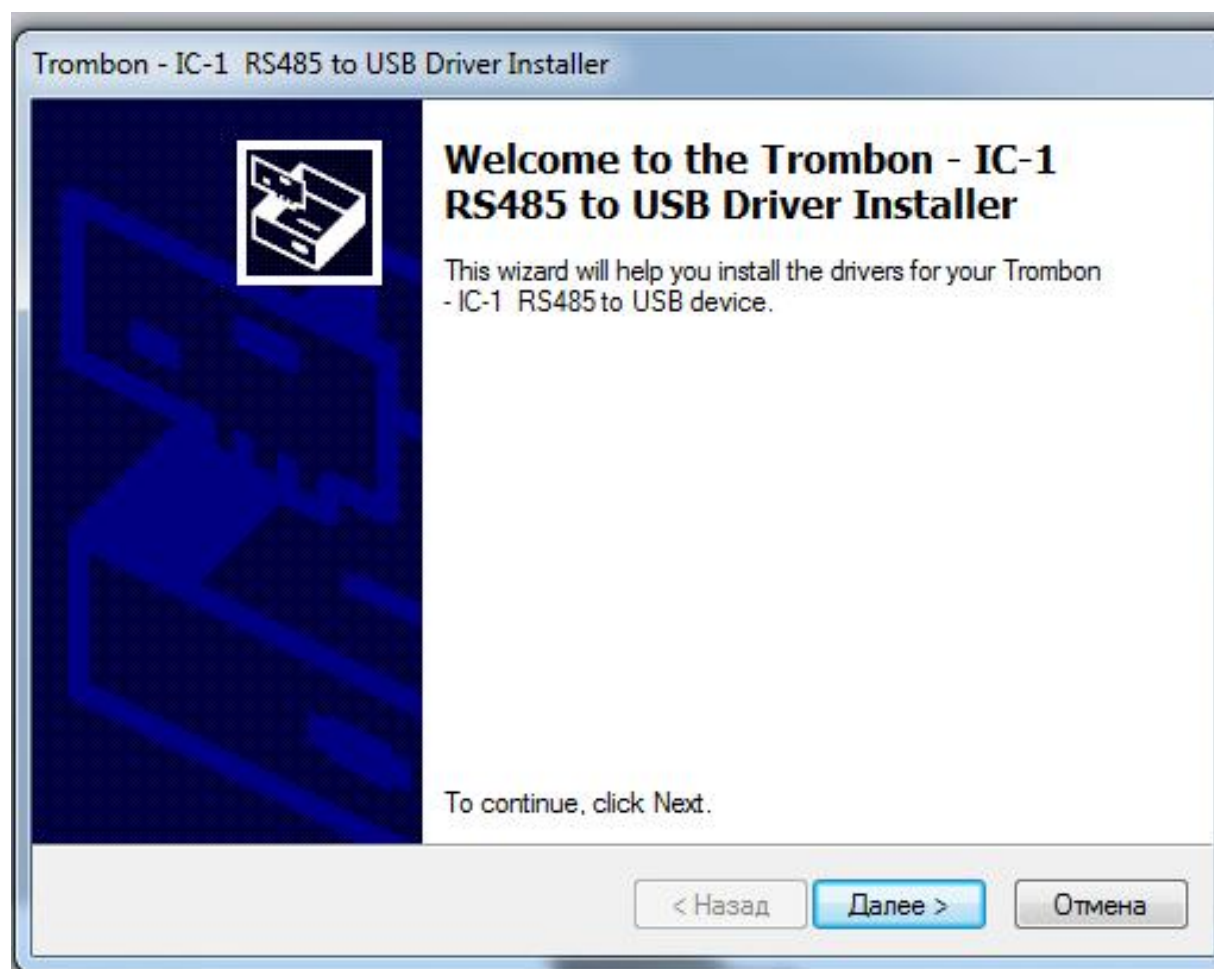 Trombon - IC-1 RS485 to USB Driver Installer
Welcome to the Trombon - IC-1
RS485 to USB Driver Installer
This wizard will help you install the drivers for your Trombon
- IC-1 RS485 to USB device.
To continue, click Next.
< Назад Далее > Отмена